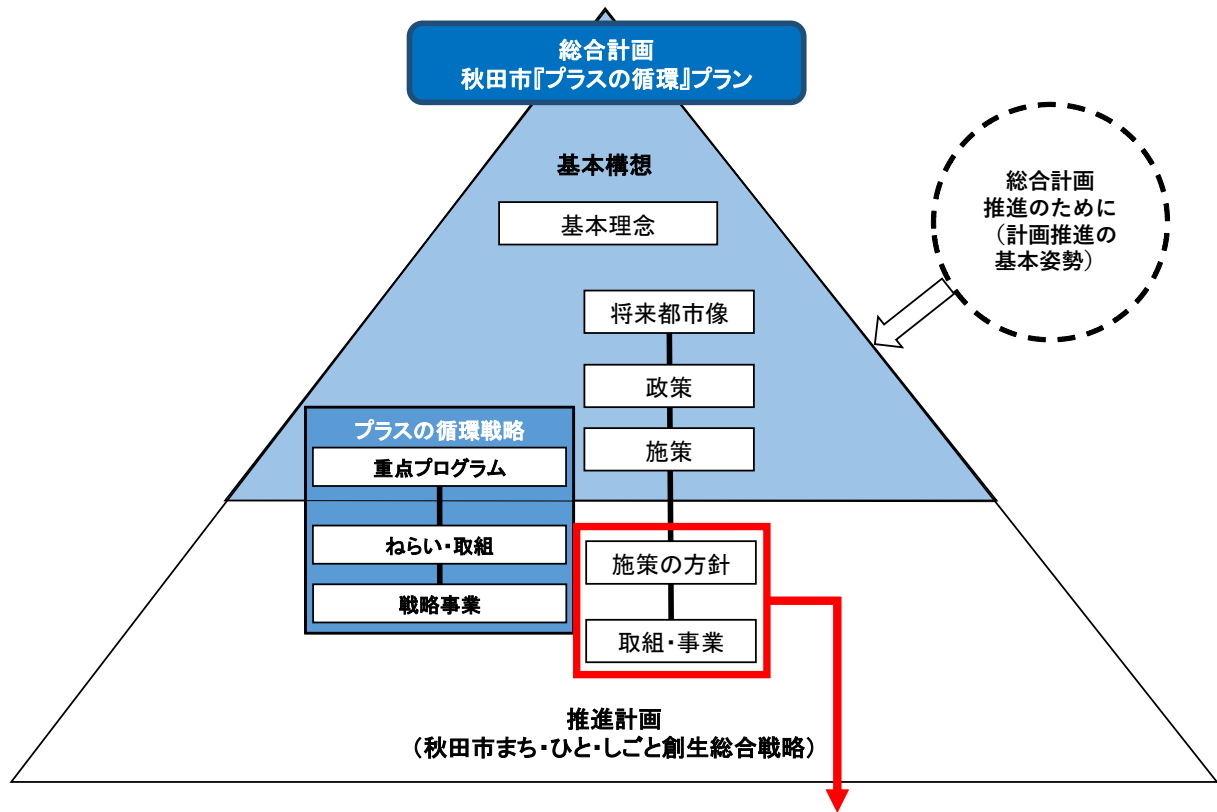 総合計画
秋田市『プラスの循環』プラン
基本構想
基本理念
総合計画
推進のために
（計画推進の
基本姿勢）
将来都市像
政策
施策
プラスの循環戦略
重点プログラム
ねらい・取組
戦略事業
施策の方針
取組・事業
推進計画
（秋田市まち・ひと・しごと創生総合戦略）